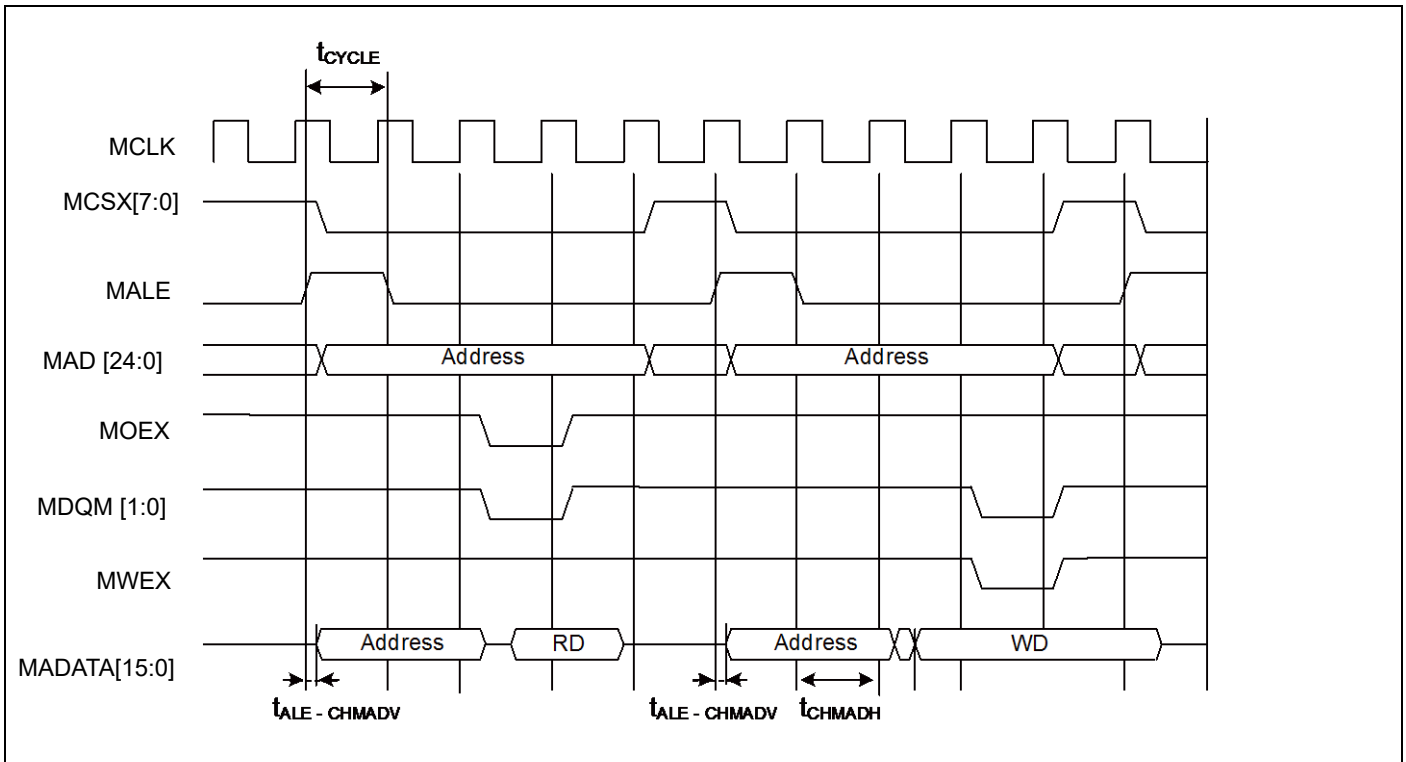 tCYCLE
MCLK
MCSX[7:0]
MALE
MAD [24:0] Address Address
MOEX
MDQM [1:0]
MWEX
MADATA[15:0] Address RD Address WD
tALE - CHMADV tALE - CHMADV tCHMADH